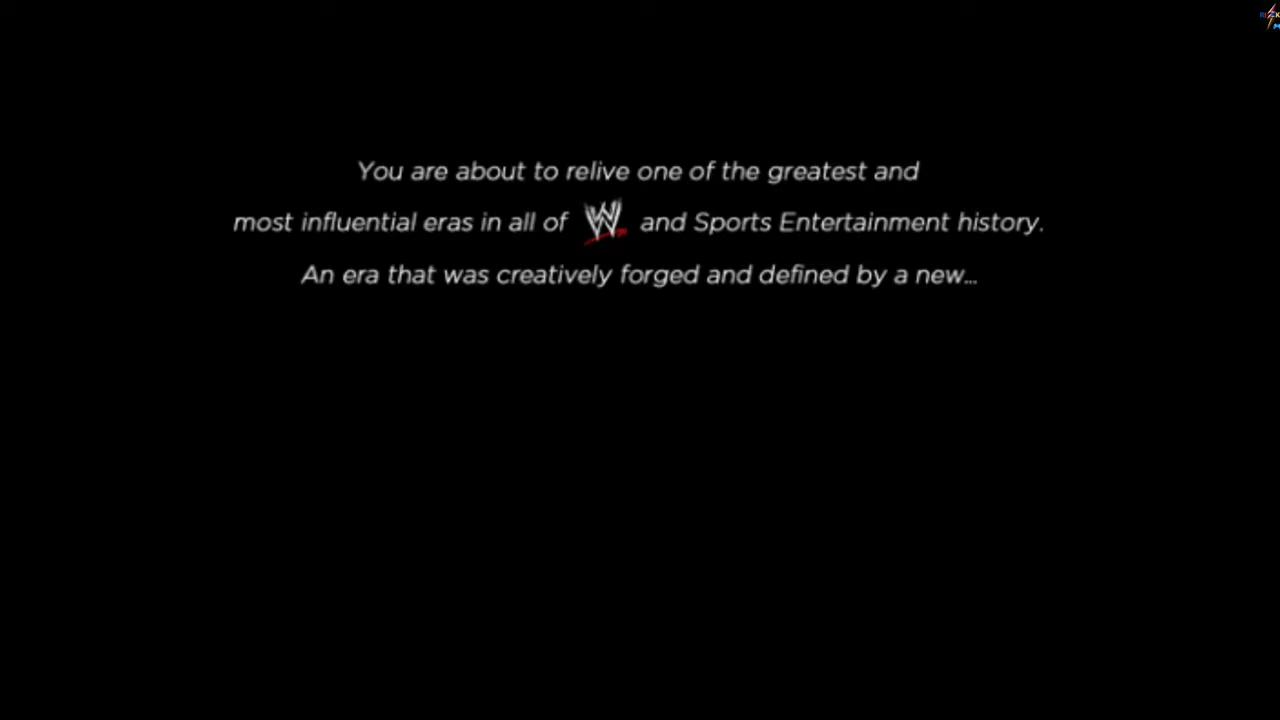 You are about to relive one of the greatest and
most influential eras in all of W and Sports Entertainment history.
An era that was creatively forged and defined by a new...